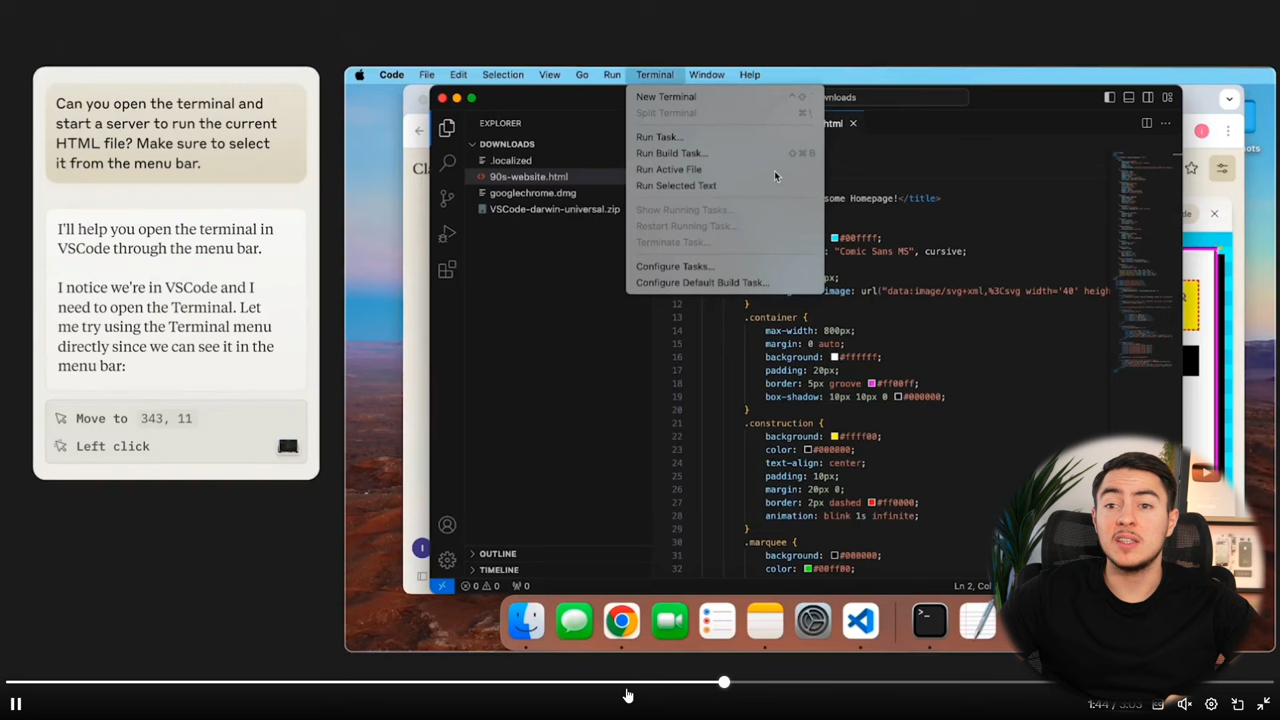 Can you open the terminal and
start a server to run the current
HTML file? Make sure to select
it from the menu bar.
I'll help you open the terminal in
VSCode through the menu bar.
I notice we're in VSCode and I
need to open the Terminal. Let
me try using the Terminal menu
directly since we can see it in the
menu bar:
Move to 343, 11
Left click
Code File Edit Selection View Go Run Terminal Window Help
New Terminal
Split Terminal
Run Task...
Run Build Task...
Run Active File
Run Selected Text
Show Running Tasks...
Restart Running Task...
Terminate Task...
Configure Tasks...
Configure Default Build Task...
EXPLORER
DOWNLOADS
.localized
90s-website.html
googlechrome.dmg
VSCode-darwin-universal.zip
OUTLINE
TIMELINE
wnloads
html
some Homepage!</title>
#00ffff;
"Comic Sans MS", cursive;
px;
image: url("data:image/svg+xml,%3Csvg width='40' heigh
12 }
13 .container {
14 max-width: 800px;
15 margin: 0 auto;
16 background: #ffffff;
17 padding: 20px;
18 border: 5px groove #ff00ff;
19 box-shadow: 10px 10px 0 #000000;
20 }
21 .construction {
22 background: #ffff00;
23 color: #000000;
24 text-align: center;
25 padding: 10px;
26 margin: 20px 0;
27 border: 2px dashed #ff0000;
28 animation: blink 1s infinite;
29 }
30 .marquee {
31 background: #000000;
32 color: #00ff00;
0 0 0
Ln 2, Col
1:44 / 3:03